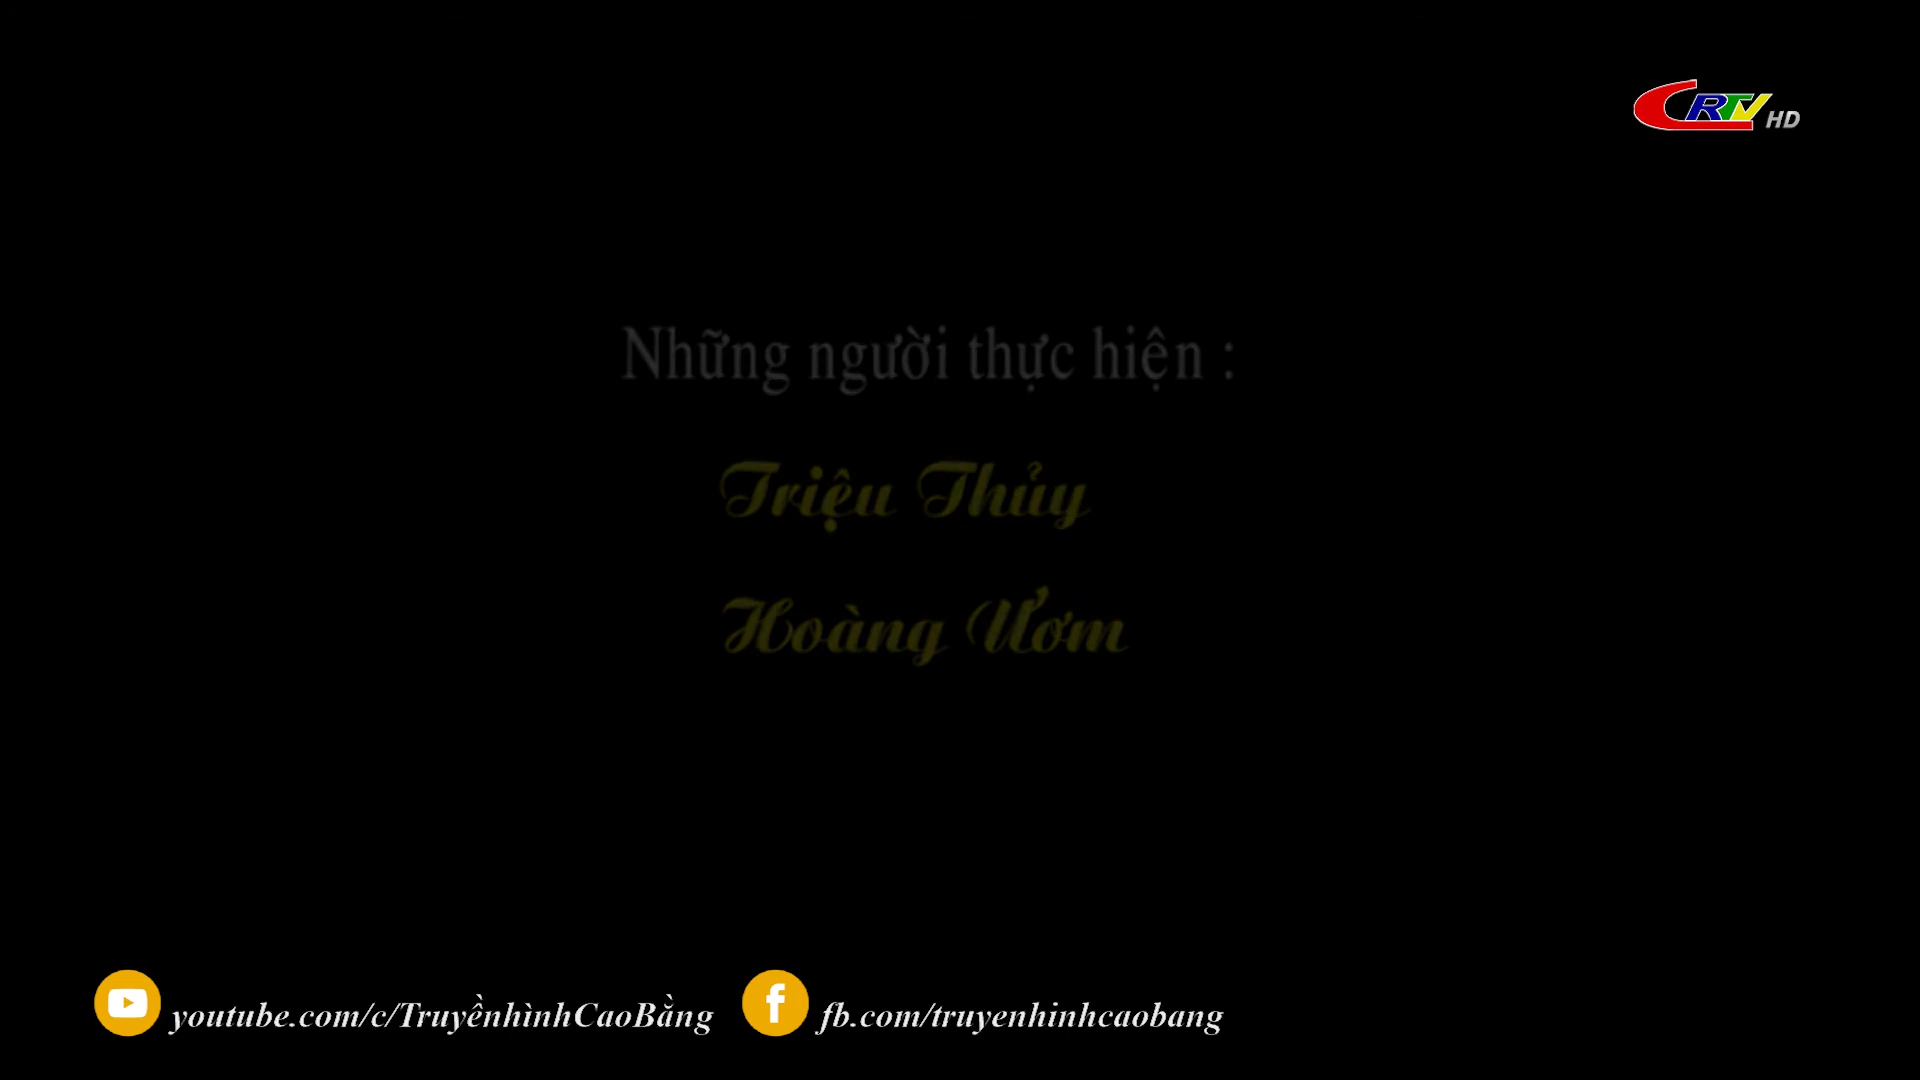 CRTV HD
Những người thực hiện :
Triệu Thủy
Hoàng Ươm
youtube.com/c/TruyềnhìnhCaoBằng fb.com/truyenhinhcaobang